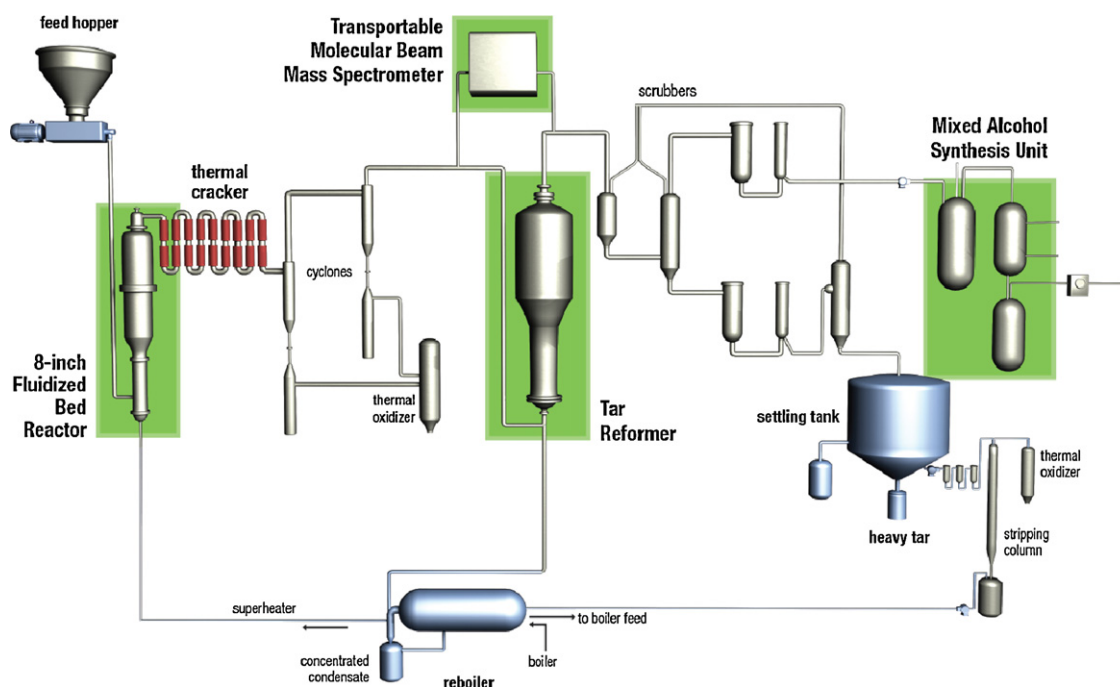 feed hopper
Transportable
Molecular Beam
Mass Spectrometer
scrubbers
Mixed Alcohol
Synthesis Unit
thermal
cracker
cyclones
8-inch
Fluidized
Bed
Reactor
thermal
oxidizer
Tar
Reformer
settling tank
thermal
oxidizer
heavy tar
stripping
column
superheater
to boiler feed
boiler
concentrated
condensate
reboiler